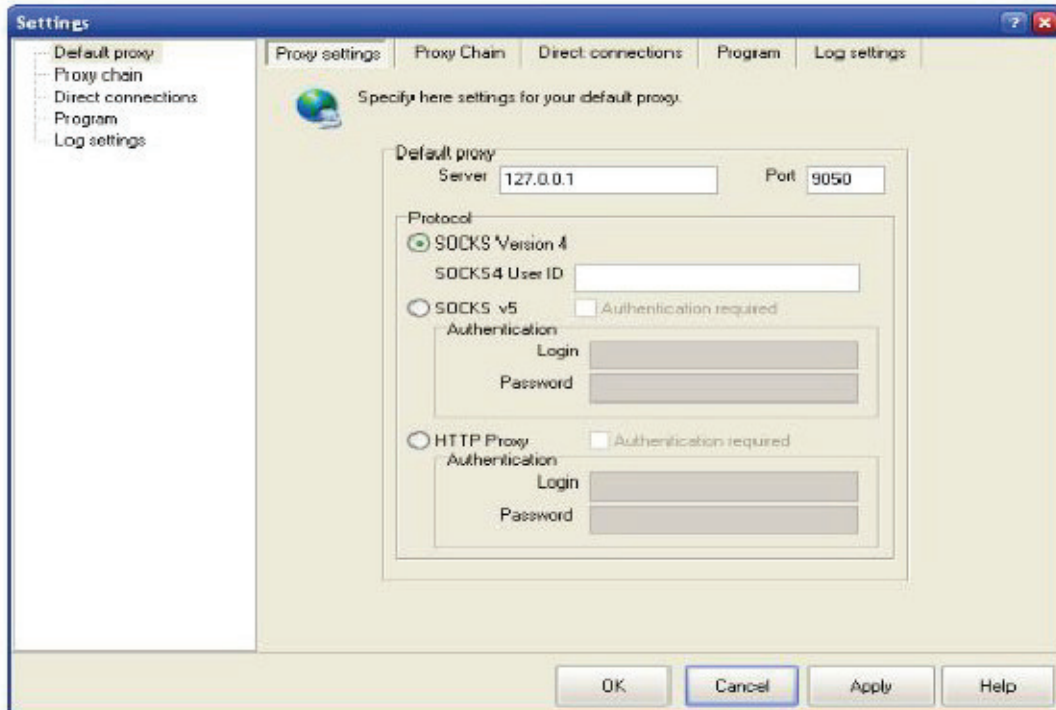 Settings
Default proxy
Proxy chain
Direct connections
Program
Log settings
Proxy settings
Proxy Chain
Direct connections
Program
Log settings
Specify here settings for your default proxy.
Default proxy
Server 127.0.0.1 Port 9050
Protocol
SOCKS Version 4
SOCKS4 User ID
SOCKS v5 Authentication required
Authentication
Login
Password
HTTP Proxy Authentication required
Authentication
Login
Password
OK Cancel Apply Help